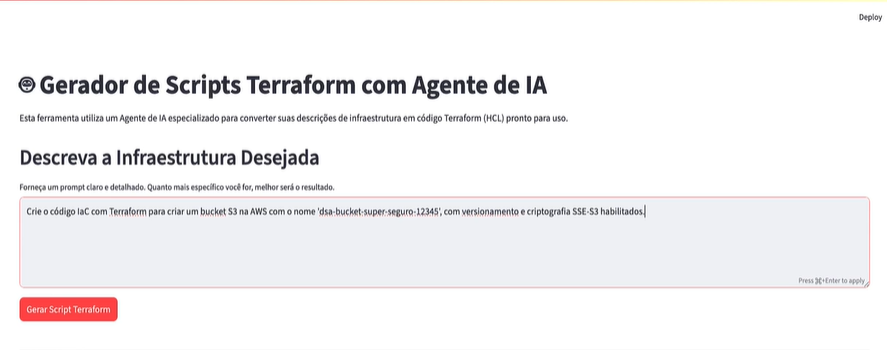 Deploy
Gerador de Scripts Terraform com Agente de IA
Esta ferramenta utiliza um Agente de IA especializado para converter suas descrições de infraestrutura em código Terraform (HCL) pronto para uso.
Descreva a Infraestrutura Desejada
Forneça um prompt claro e detalhado. Quanto mais específico você for, melhor será o resultado.
Crie o código IaC com Terraform para criar um bucket S3 na AWS com o nome 'dsa-bucket-super-seguro-12345', com versionamento e criptografia SSE-S3 habilitados.
Press ⌘+Enter to apply
Gerar Script Terraform